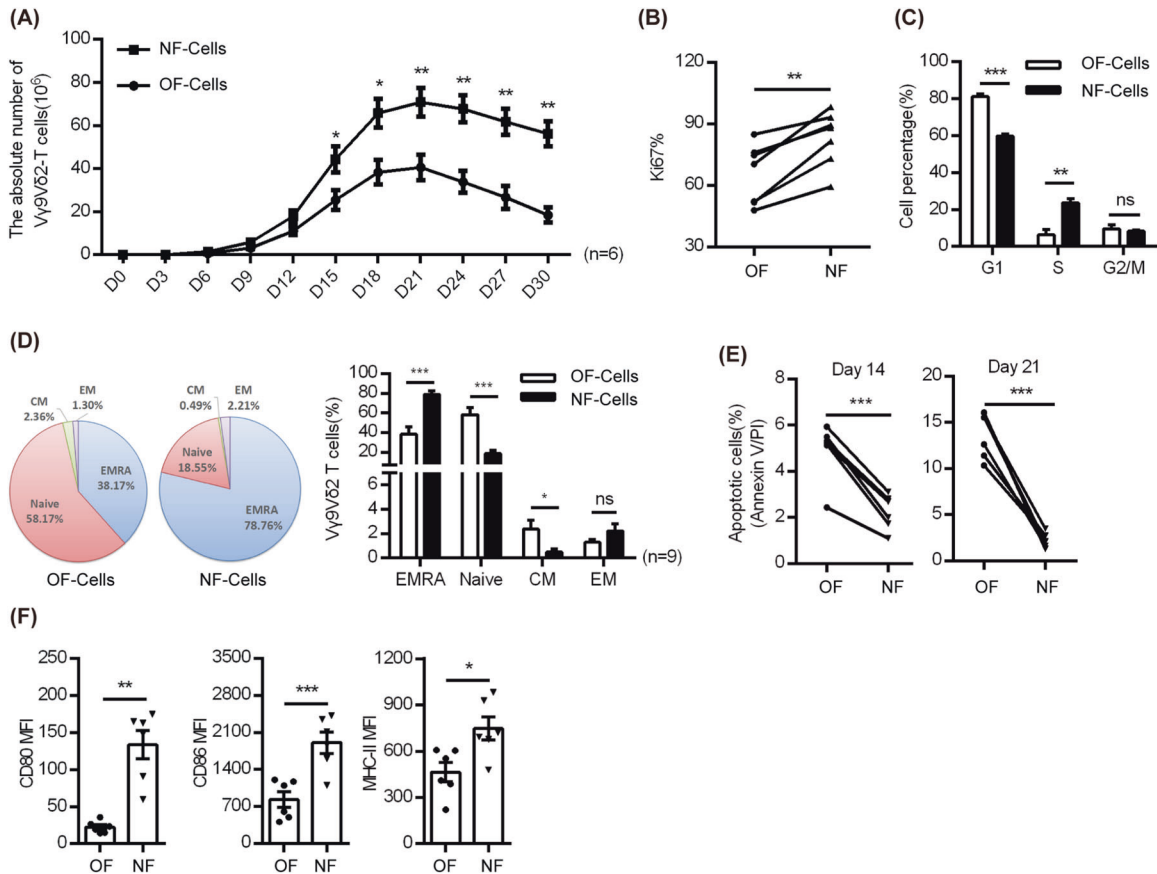 (A)
The absolute number of
Vγ9Vδ2-T cells(10⁶)
100
80
60
40
20
0
NF-Cells
OF-Cells
*
*
**
**
**
**
D0 D3 D6 D9 D12 D15 D18 D21 D24 D27 D30
(n=6)
(B)
Ki67%
120
90
60
30
**
OF NF
(C)
Cell percentage(%)
100
80
60
40
20
0
OF-Cells
NF-Cells
***
**
ns
G1 S G2/M
(D)
CM
2.36%
EM
1.30%
EMRA
38.17%
Naive
58.17%
OF-Cells
CM
0.49%
EM
2.21%
Naive
18.55%
EMRA
78.76%
NF-Cells
Vγ9Vδ2 T cells(%)
100
80
60
40
20
6
4
2
0
OF-Cells
NF-Cells
***
***
*
ns
EMRA Naive CM EM
(n=9)
(E)
Apoptotic cells(%)
(Annexin V/PI)
Day 14
8
6
4
2
0
***
OF NF
Day 21
20
15
10
5
0
***
OF NF
(F)
CD80 MFI
250
200
150
100
50
0
**
OF NF
CD86 MFI
3500
2800
2100
1400
700
0
***
OF NF
MHC-II MFI
1200
900
600
300
0
*
OF NF